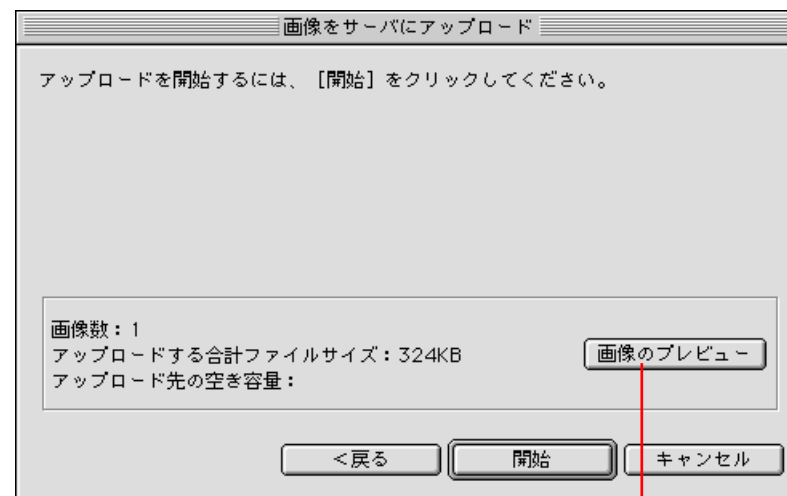 画像をサーバにアップロード
アップロードを開始するには、［開始］をクリックしてください。
画像数：1
アップロードする合計ファイルサイズ：324KB
画像のプレビュー
アップロード先の空き容量：
<戻る
開始
キャンセル